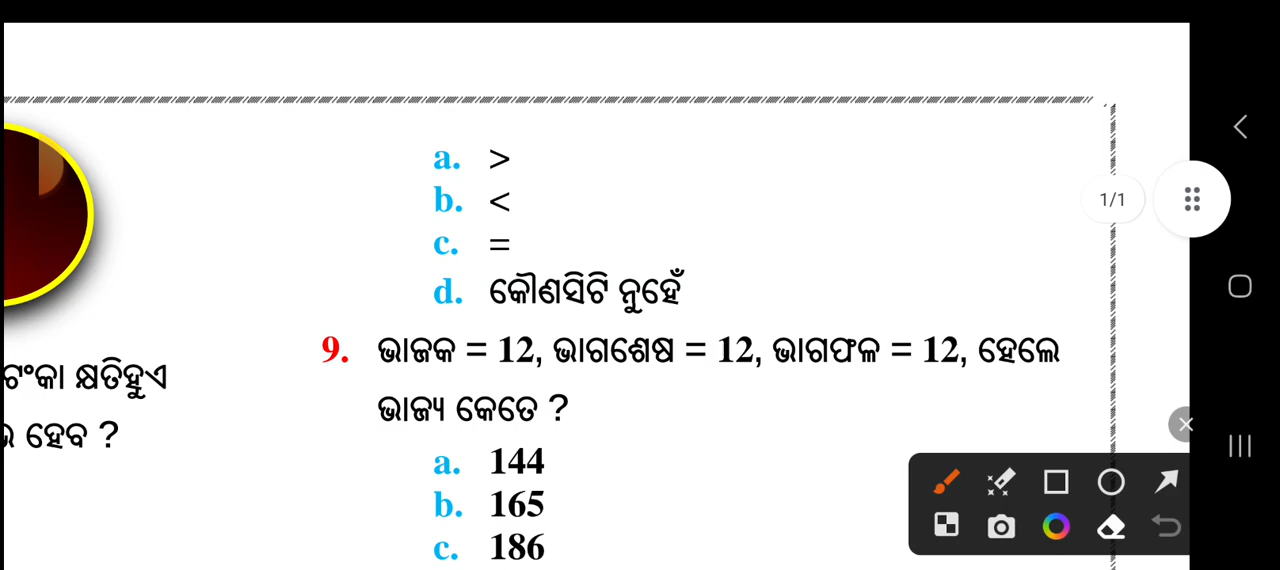 a. >
b. <
c. =
d. କୌଣସିଟି ନୁହେଁ
9. ଭାଜକ = 12, ଭାଗଶେଷ = 12, ଭାଗଫଳ = 12, ହେଲେ
ଭାଜ୍ୟ କେତେ ?
a. 144
b. 165
c. 186
ଟଂକା କ୍ଷତିହୁଏ
ହେବ ?
1/1